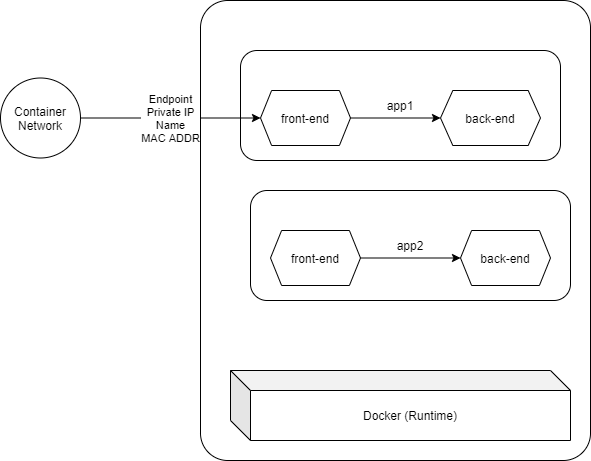 Container
Network
Endpoint
Private IP
Name
MAC ADDR
front-end
app1
back-end
front-end
app2
back-end
Docker (Runtime)